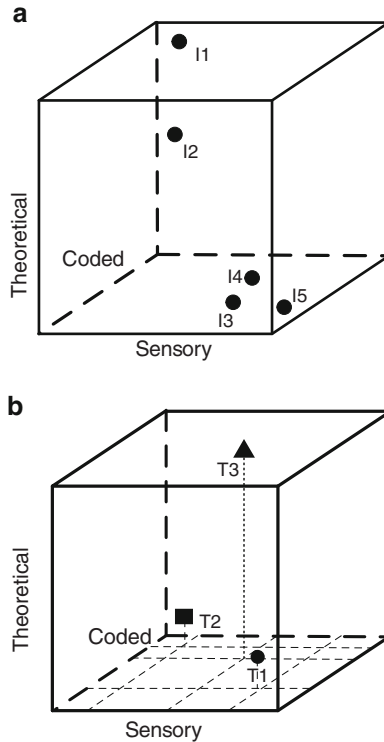 a
I1
I2
Theoretical
Coded
I4
I5
I3
Sensory
b
T3
Theoretical
T2
Coded
T1
Sensory